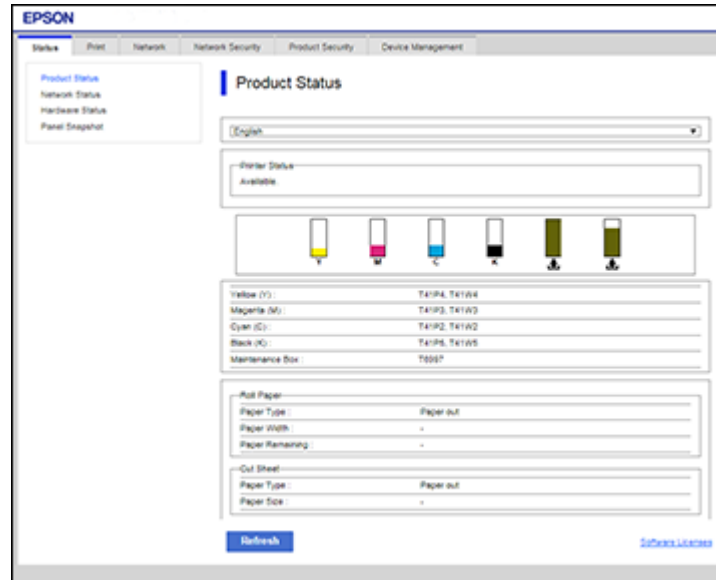 EPSON
Status Print Network Network Security Product Security Device Management
Product Status
Network Status
Hardware Status
Panel Snapshot
Product Status
English
Printer Status
Available.
Y M C K
Yellow (Y) : T41P4, T41W4
Magenta (M) : T41P3, T41W3
Cyan (C) : T41P2, T41W2
Black (K) : T41P5, T41W5
Maintenance Box : T6997
Roll Paper
Paper Type : Paper out
Paper Width : -
Paper Remaining : -
Cut Sheet
Paper Type : Paper out
Paper Size : -
Refresh
Software Licenses